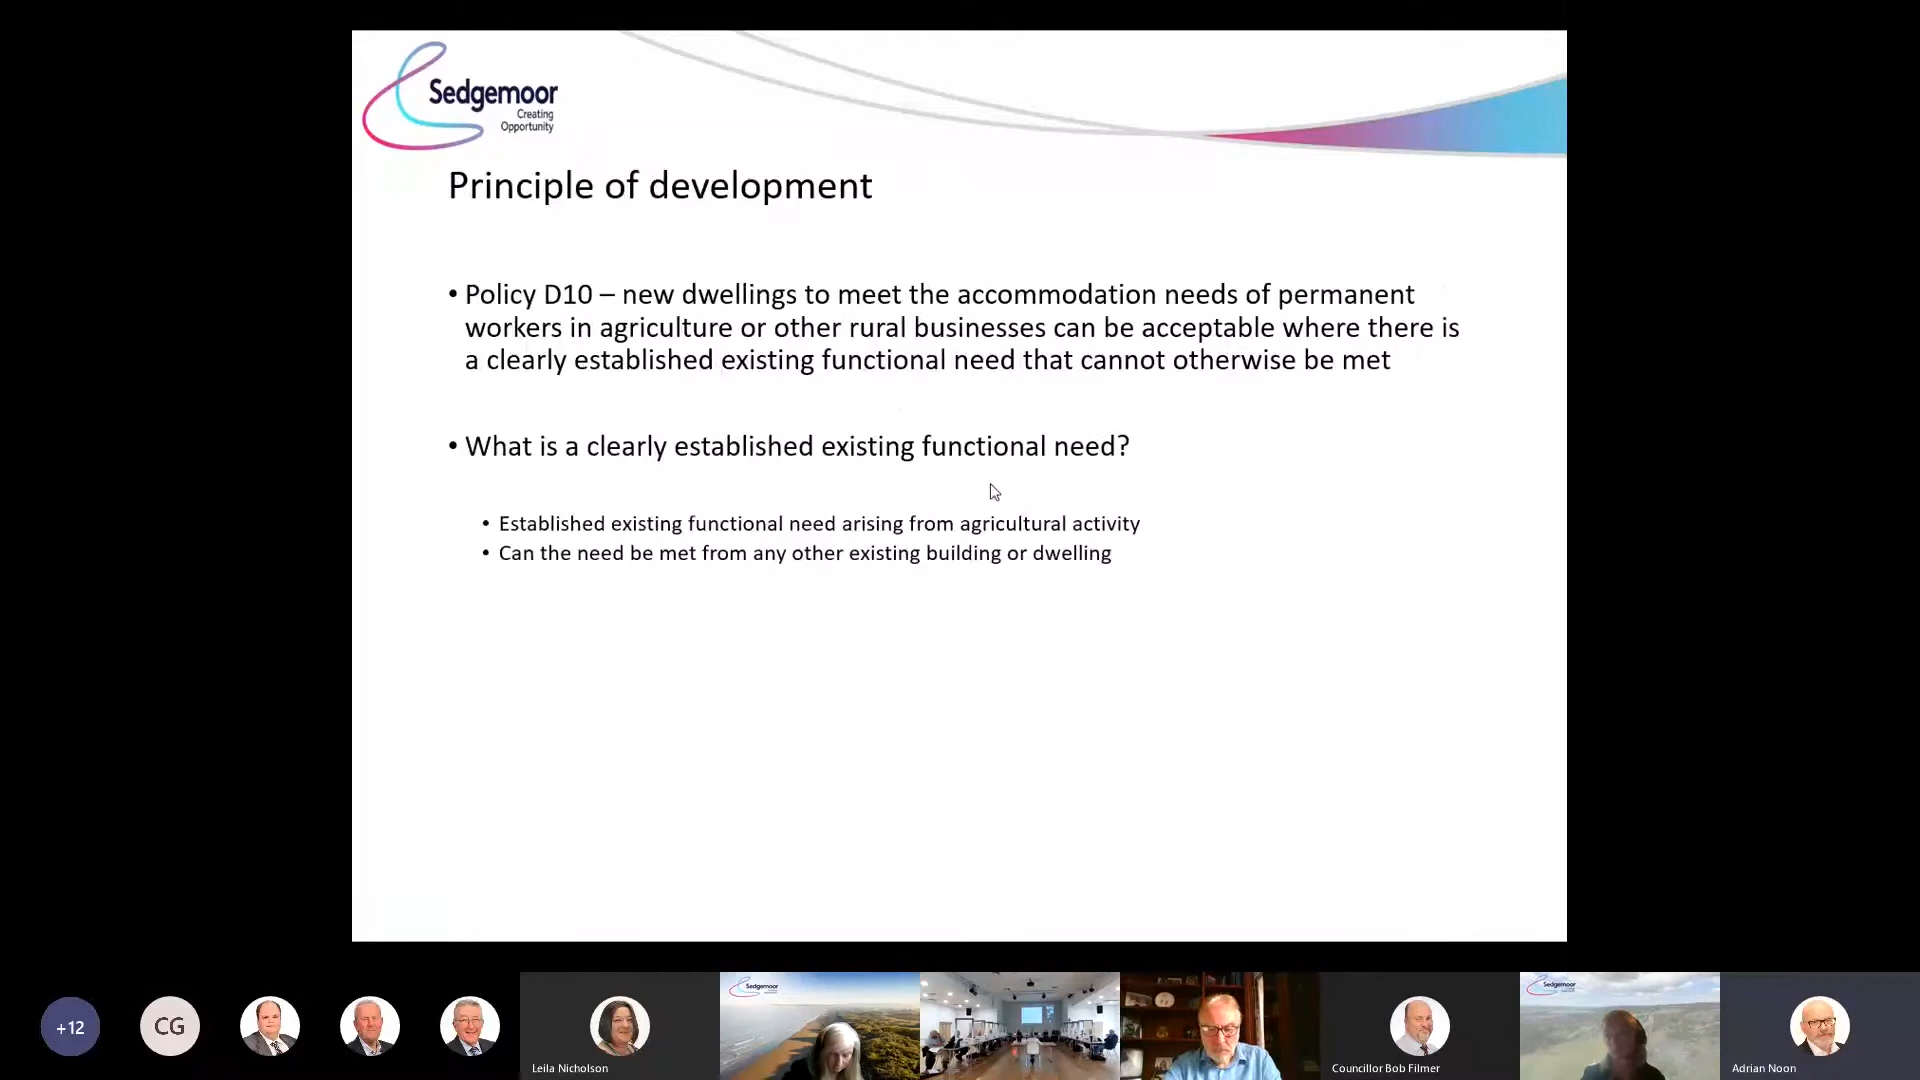 Sedgemoor
Creating
Opportunity
Principle of development
• Policy D10 – new dwellings to meet the accommodation needs of permanent
workers in agriculture or other rural businesses can be acceptable where there is
a clearly established existing functional need that cannot otherwise be met
• What is a clearly established existing functional need?
• Established existing functional need arising from agricultural activity
• Can the need be met from any other existing building or dwelling
+12
CG
Leila Nicholson
Sedgemoor
Councillor Bob Filmer
Sedgemoor
Adrian Noon